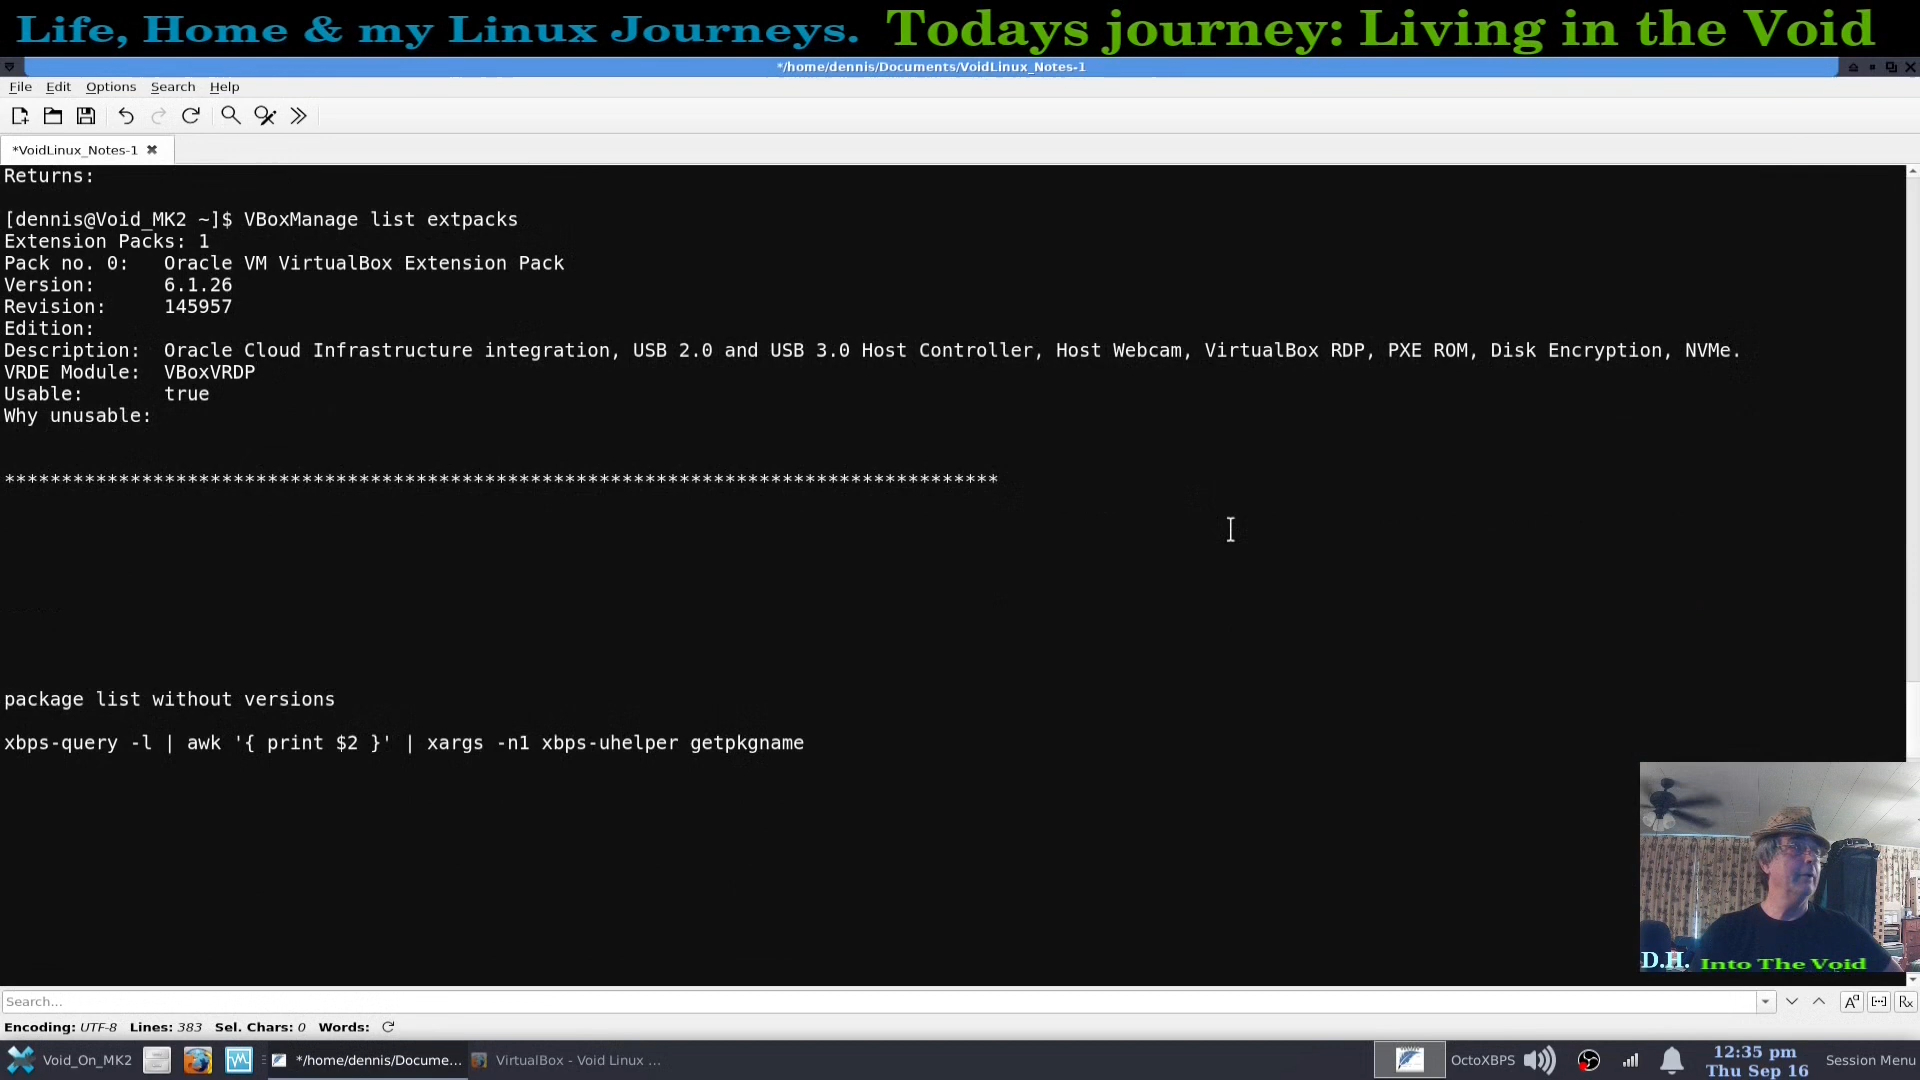 Life, Home & my Linux Journeys. Todays journey: Living in the Void
*/home/dennis/Documents/VoidLinux_Notes-1
File Edit Options Search Help
*VoidLinux_Notes-1
Returns:
[dennis@Void_MK2 ~]$ VBoxManage list extpacks
Extension Packs: 1
Pack no. 0: Oracle VM VirtualBox Extension Pack
Version: 6.1.26
Revision: 145957
Edition:
Description: Oracle Cloud Infrastructure integration, USB 2.0 and USB 3.0 Host Controller, Host Webcam, VirtualBox RDP, PXE ROM, Disk Encryption, NVMe.
VRDE Module: VBoxVRDP
Usable: true
Why unusable:
***************************************************************************************
package list without versions
xbps-query -l | awk '{ print $2 }' | xargs -n1 xbps-uhelper getpkgname
D.H. Into The Void
Search...
Encoding: UTF-8 Lines: 383 Sel. Chars: 0 Words:
Void_On_MK2 */home/dennis/Docume... VirtualBox - Void Linux ... OctoXBPS 12:35 pm Session Menu
Thu Sep 16